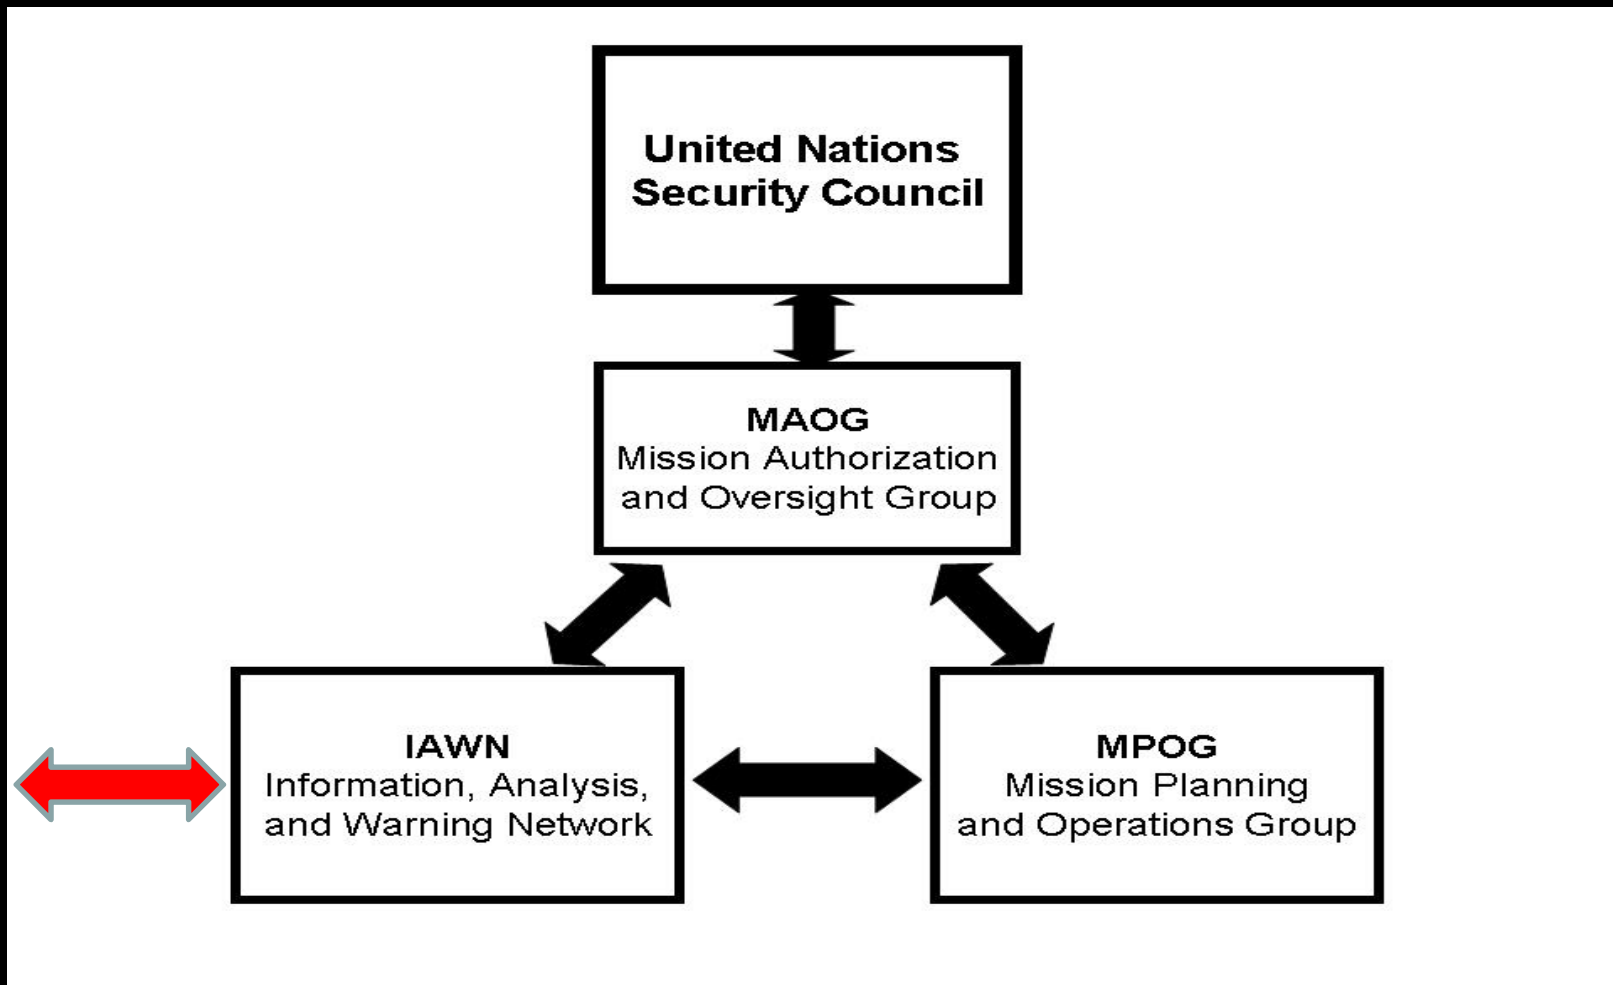 United Nations
Security Council
MAOG
Mission Authorization
and Oversight Group
IAWN
Information, Analysis,
and Warning Network
MPOG
Mission Planning
and Operations Group